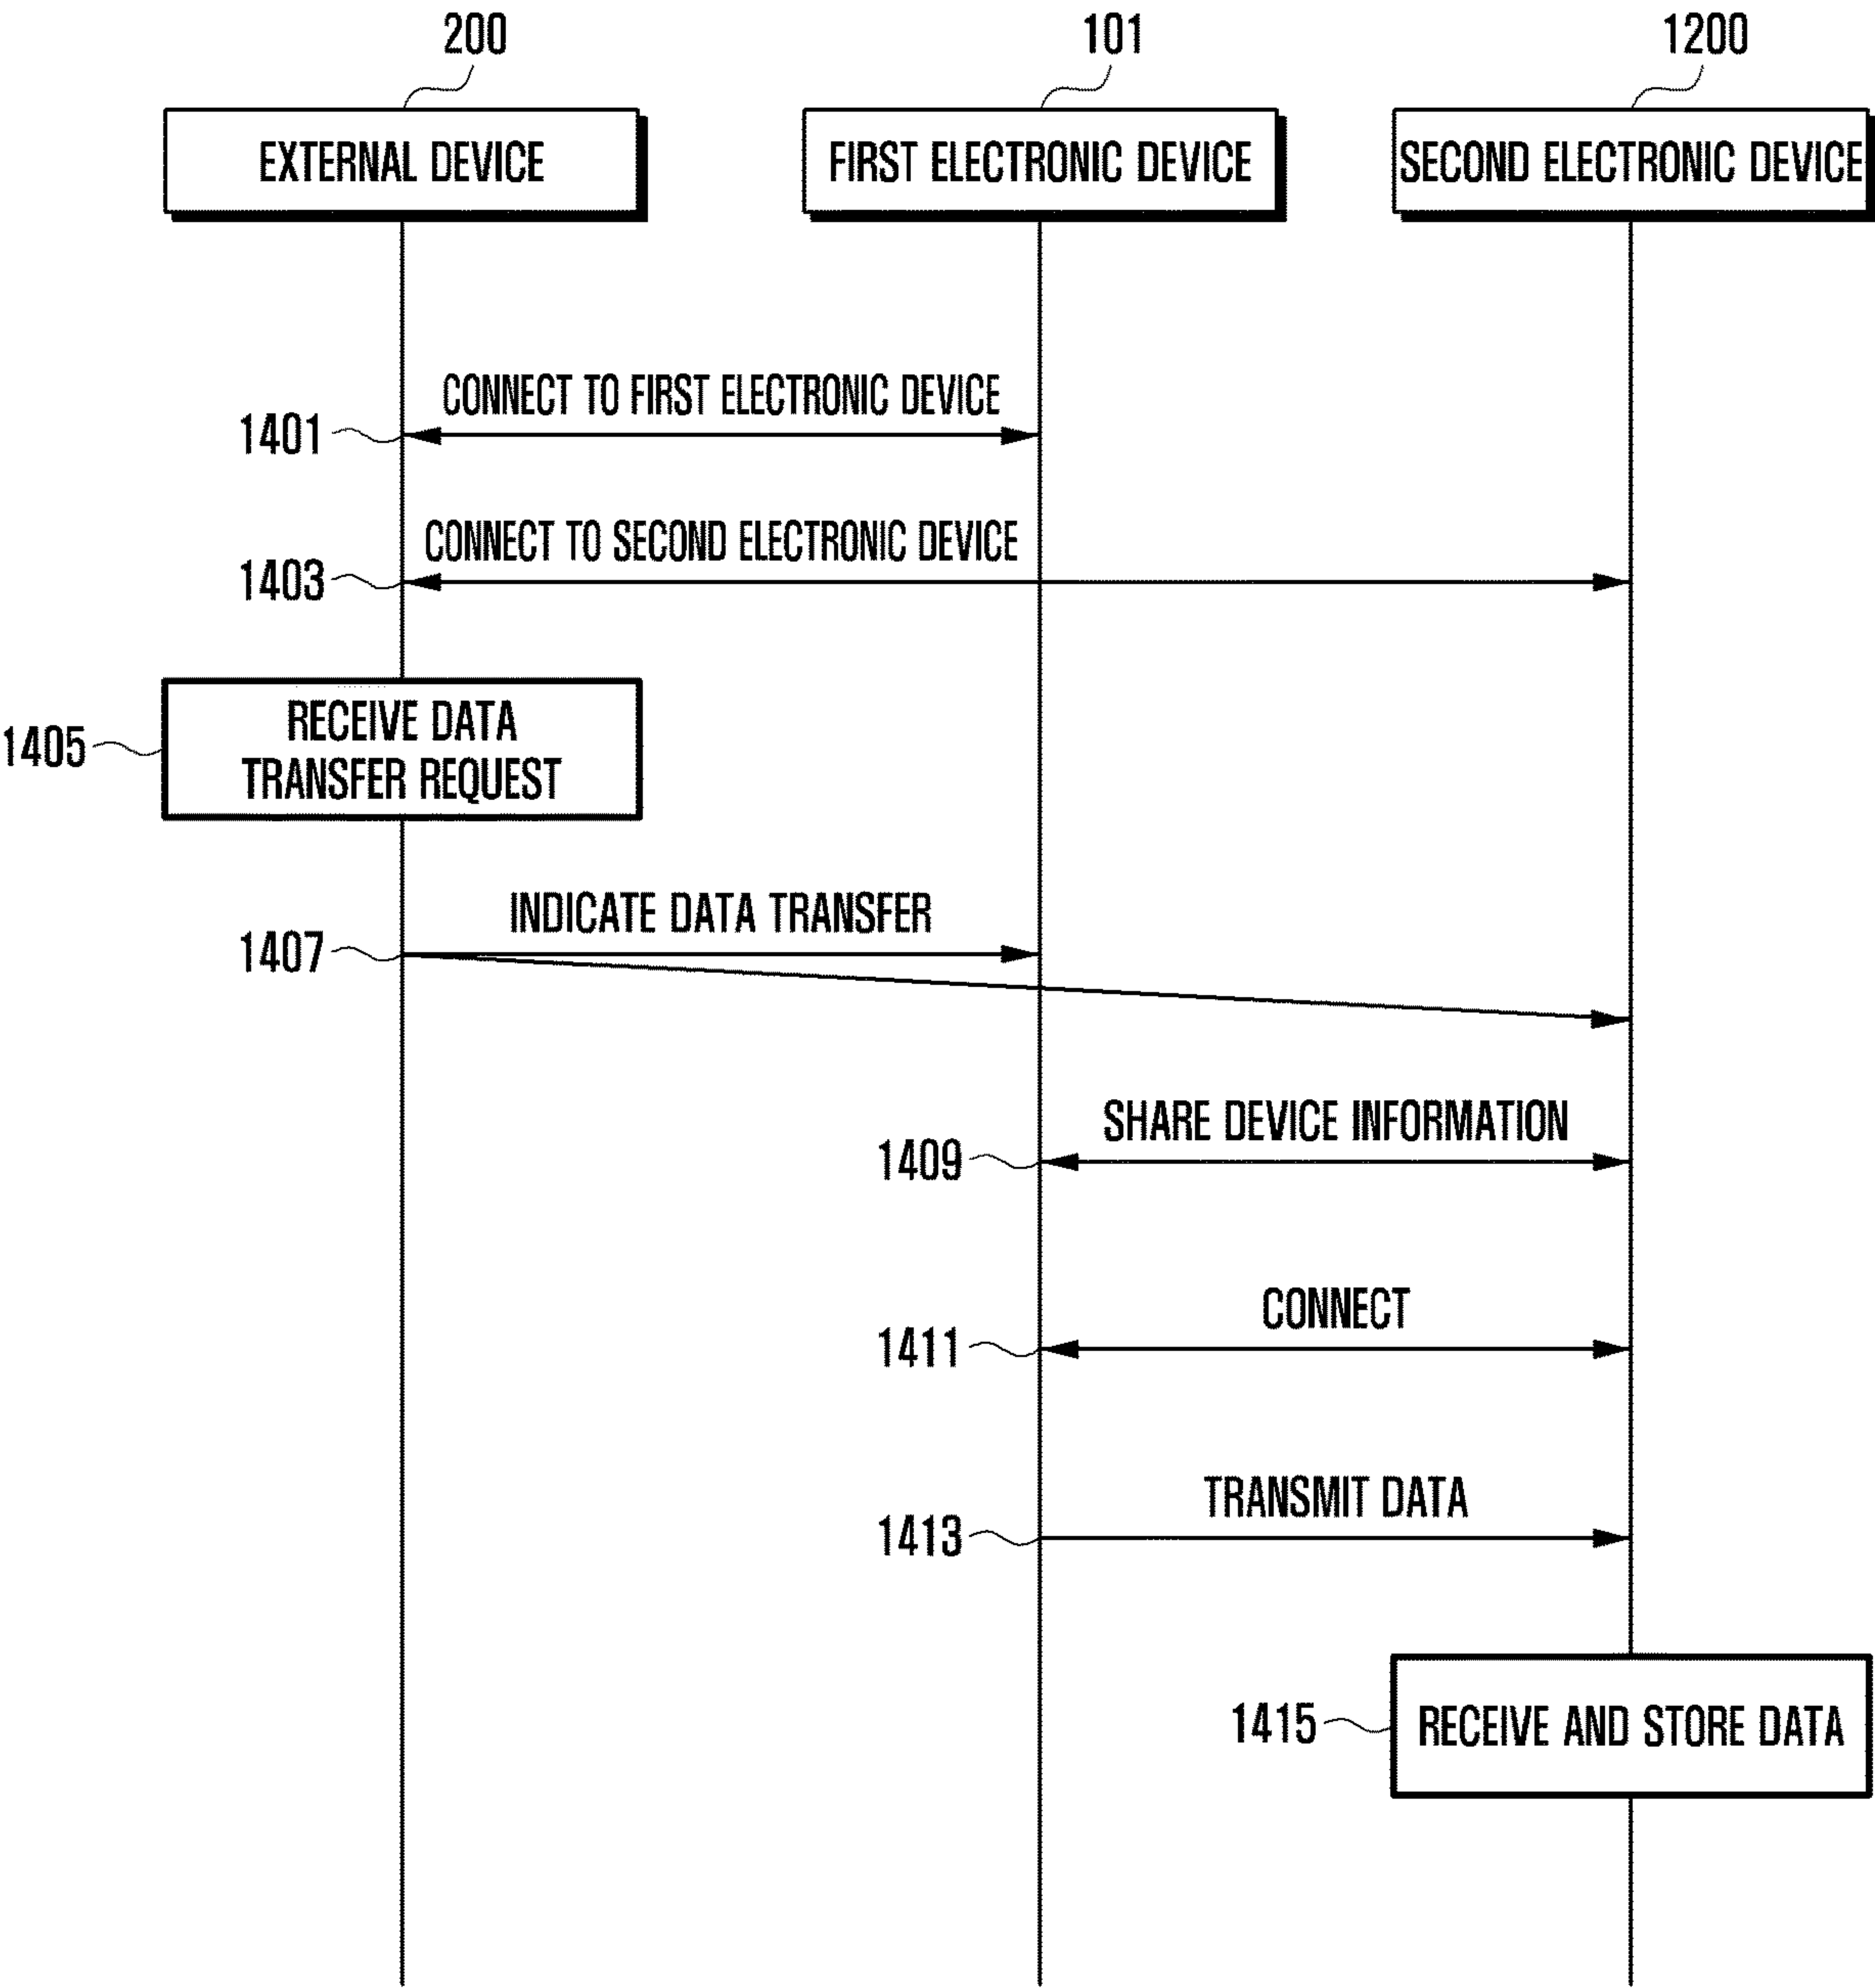 200
101
1200
EXTERNAL DEVICE
FIRST ELECTRONIC DEVICE
SECOND ELECTRONIC DEVICE
CONNECT TO FIRST ELECTRONIC DEVICE
1401
CONNECT TO SECOND ELECTRONIC DEVICE
1403
RECEIVE DATA
TRANSFER REQUEST
1405
INDICATE DATA TRANSFER
1407
SHARE DEVICE INFORMATION
1409
CONNECT
1411
TRANSMIT DATA
1413
1415
RECEIVE AND STORE DATA